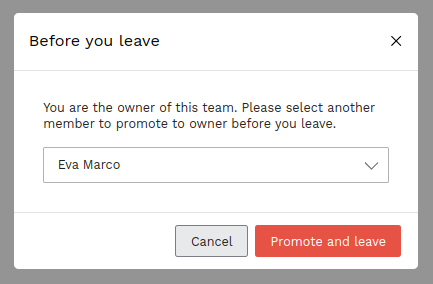 Before you leave
You are the owner of this team. Please select another
member to promote to owner before you leave.
Eva Marco
Cancel
Promote and leave